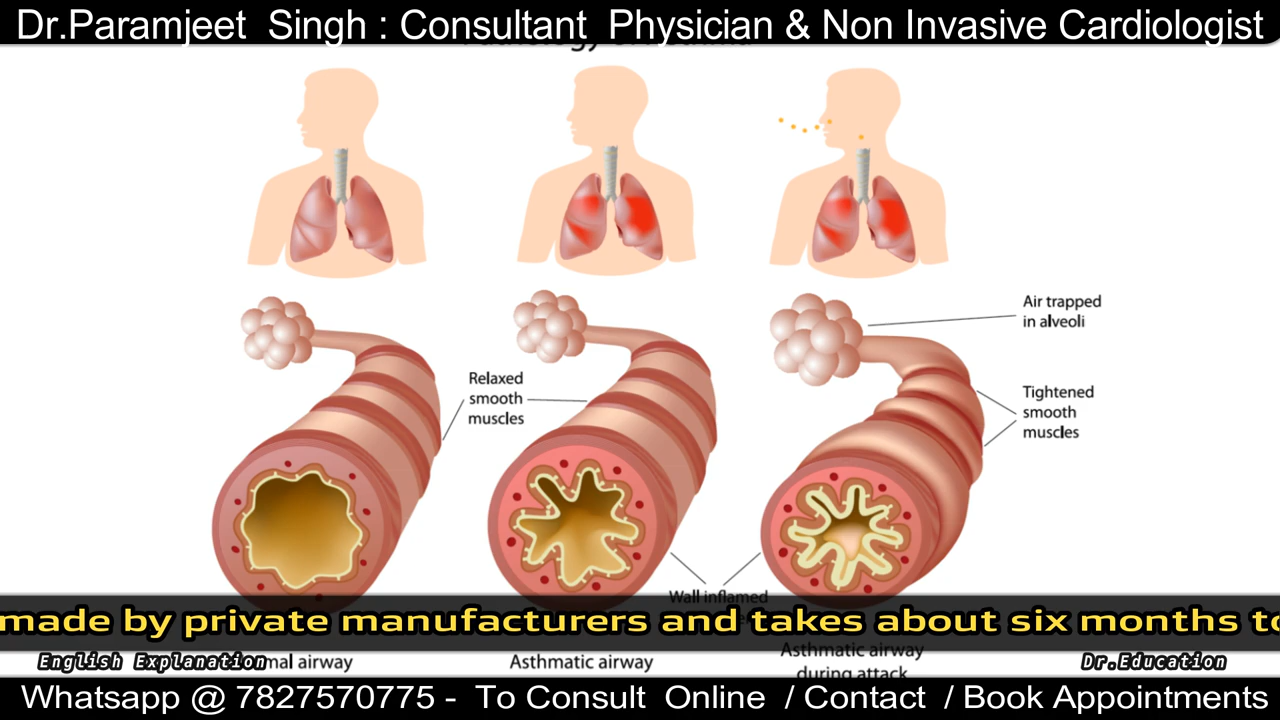 Dr.Paramjeet Singh : Consultant Physician & Non Invasive Cardiologist
Air trapped
in alveoli
Relaxed
smooth
muscles
Tightened
smooth
muscles
Wall inflamed
made by private manufacturers and takes about six months to
English Explanation
mal airway
Asthmatic airway
Asthmatic airway
during attack
Dr.Education
Whatsapp @ 7827570775 - To Consult Online / Contact / Book Appointments